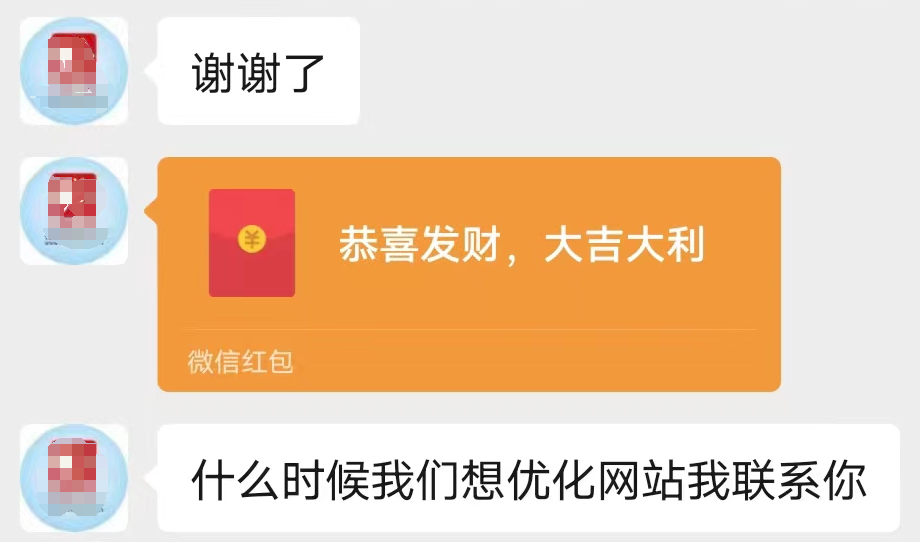 谢谢了
恭喜发财，大吉大利
微信红包
什么时候我们想优化网站我联系你